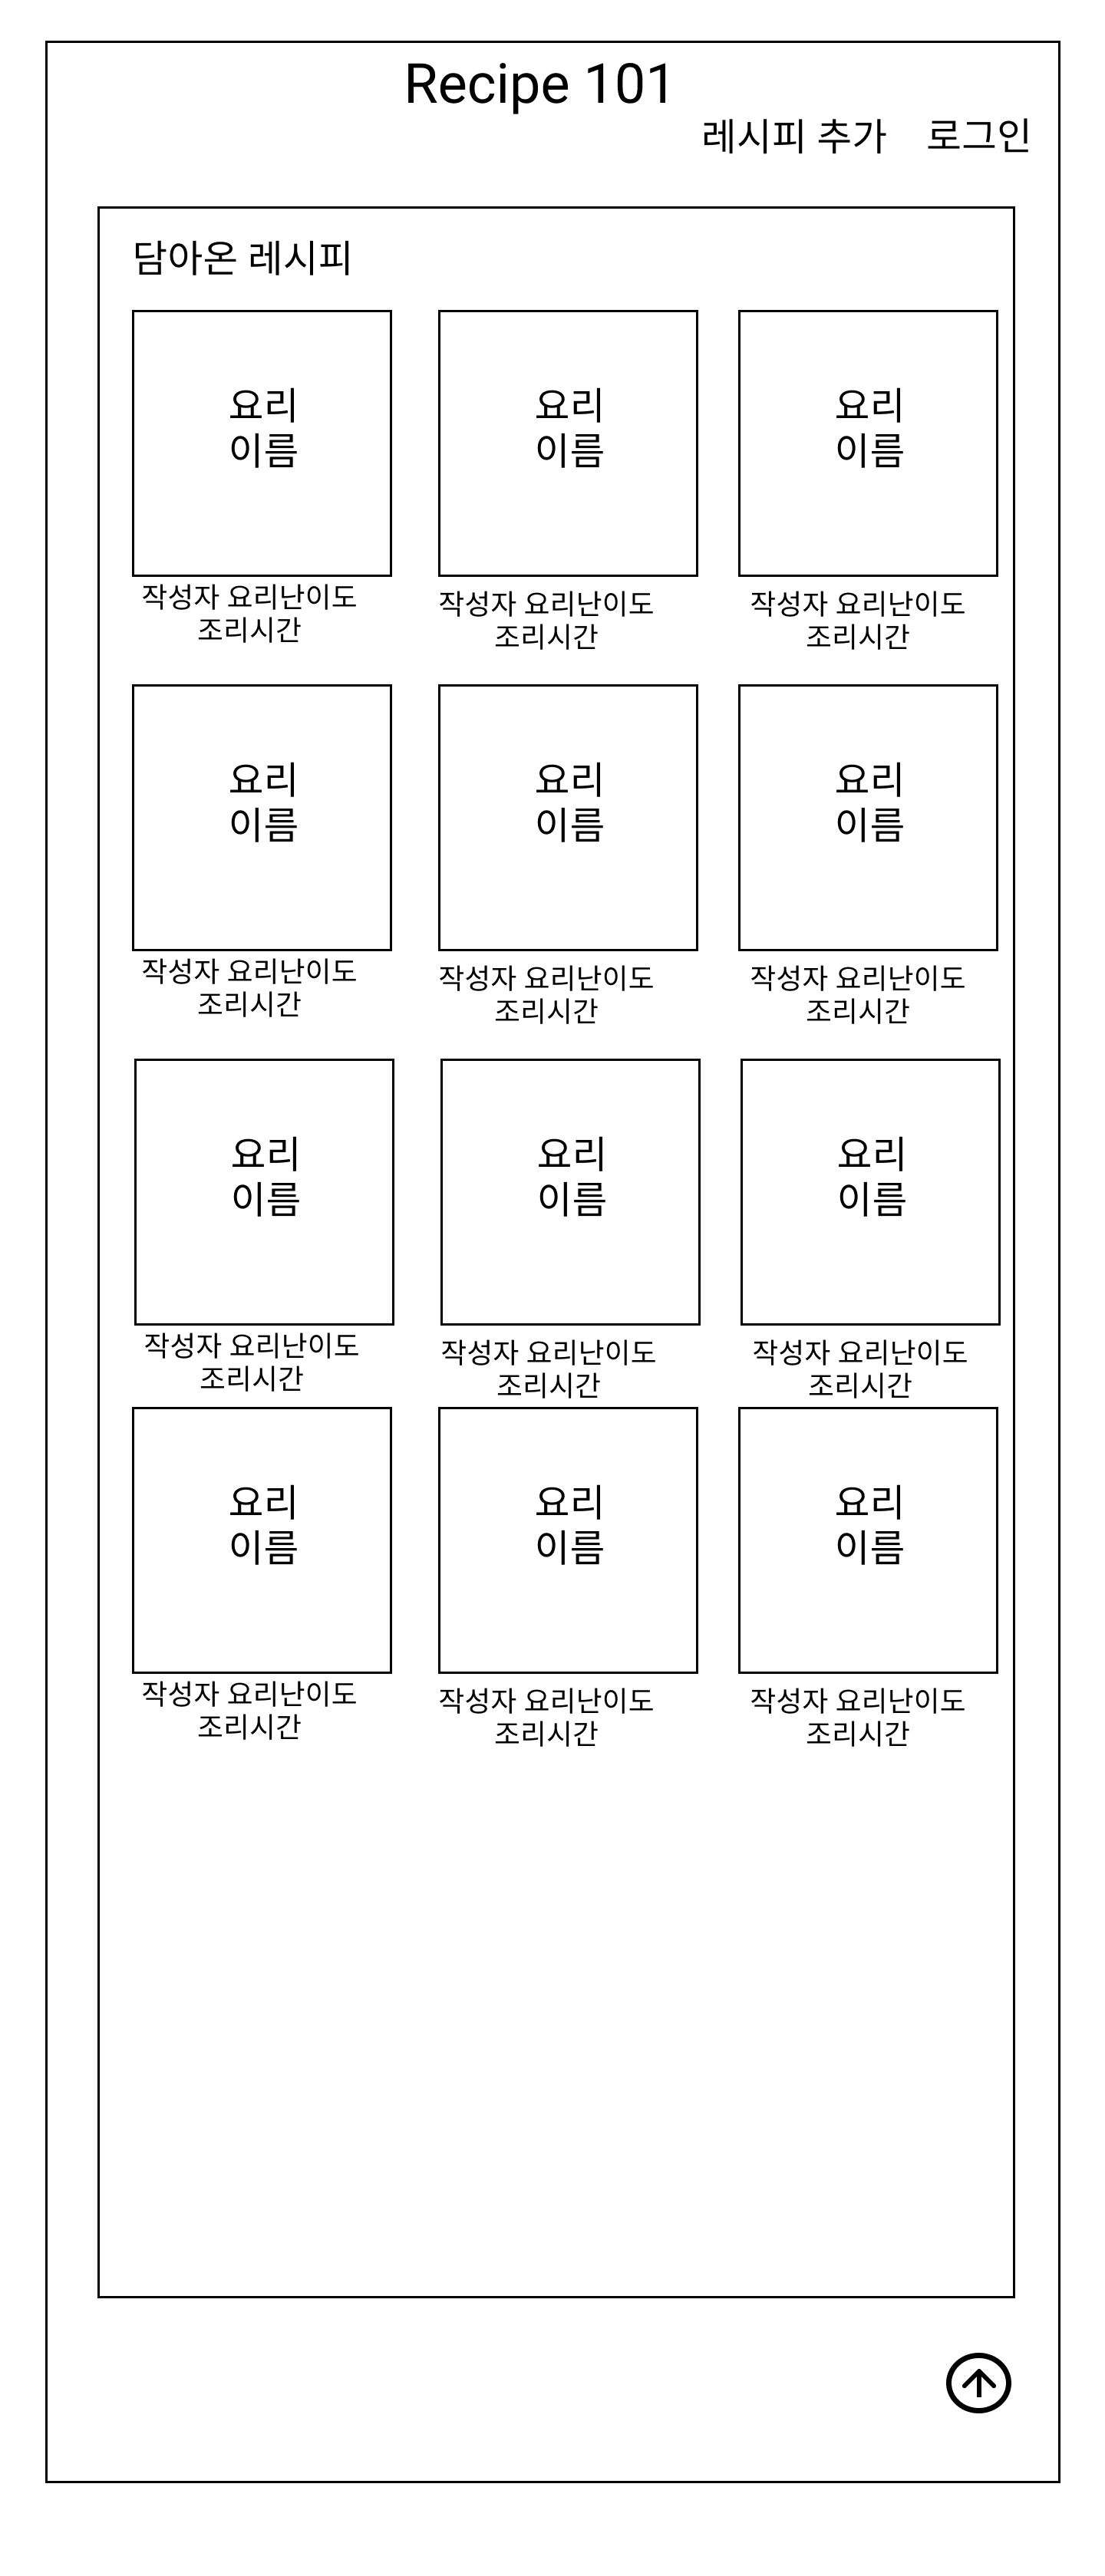 Recipe 101
레시피 추가 로그인
담아온 레시피
요리
이름
요리
이름
요리
이름
작성자 요리난이도
조리시간
작성자 요리난이도
조리시간
작성자 요리난이도
조리시간
요리
이름
요리
이름
요리
이름
작성자 요리난이도
조리시간
작성자 요리난이도
조리시간
작성자 요리난이도
조리시간
요리
이름
요리
이름
요리
이름
작성자 요리난이도
조리시간
작성자 요리난이도
조리시간
작성자 요리난이도
조리시간
요리
이름
요리
이름
요리
이름
작성자 요리난이도
조리시간
작성자 요리난이도
조리시간
작성자 요리난이도
조리시간